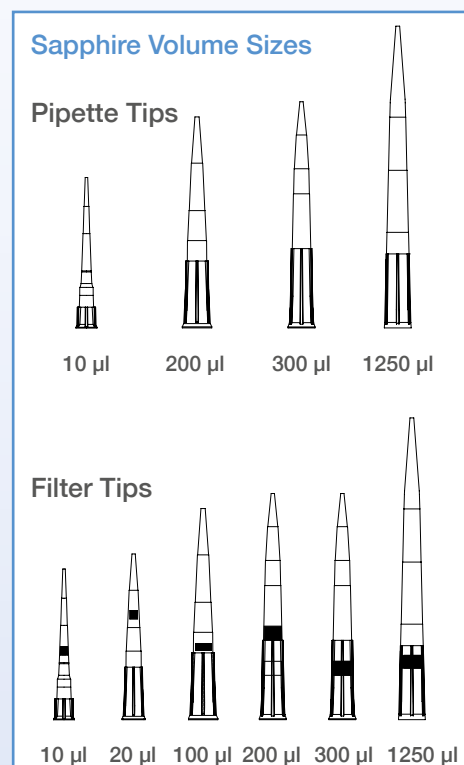 Sapphire Volume Sizes
Pipette Tips
10 µl 200 µl 300 µl 1250 µl
Filter Tips
10 µl 20 µl 100 µl 200 µl 300 µl 1250 µl